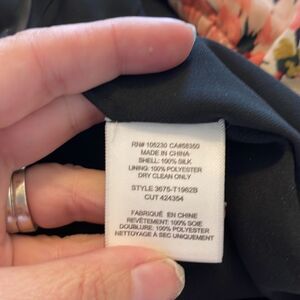 RN# 105230 CA#58350
MADE IN CHINA
SHELL: 100% SILK
LINING: 100% POLYESTER
DRY CLEAN ONLY
STYLE 3675-T1962B
CUT 424354
FABRIQUÉ EN CHINE
REVÊTEMENT: 100% SOIE
DOUBLURE: 100% POLYESTER
NETTOYAGE À SEC UNIQUEMENT